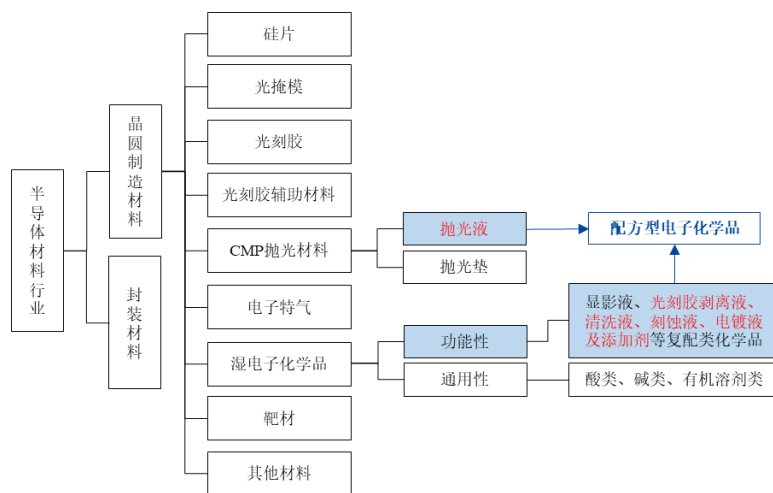 半导体材料行业
晶圆制造材料
封装材料
硅片
光掩模
光刻胶
光刻胶辅助材料
CMP抛光材料
电子特气
湿电子化学品
靶材
其他材料
抛光液
抛光垫
功能性
通用性
配方型电子化学品
显影液、光刻胶剥离液、
清洗液、刻蚀液、电镀液
及添加剂等复配类化学品
酸类、碱类、有机溶剂类